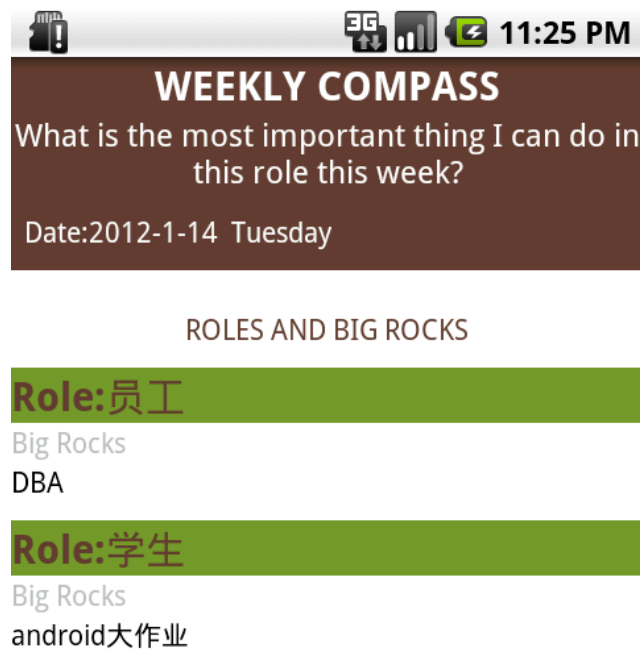 3G
11:25 PM
WEEKLY COMPASS
What is the most important thing I can do in
this role this week?
Date:2012-1-14  Tuesday
ROLES AND BIG ROCKS
Role:员工
Big Rocks
DBA
Role:学生
Big Rocks
android大作业